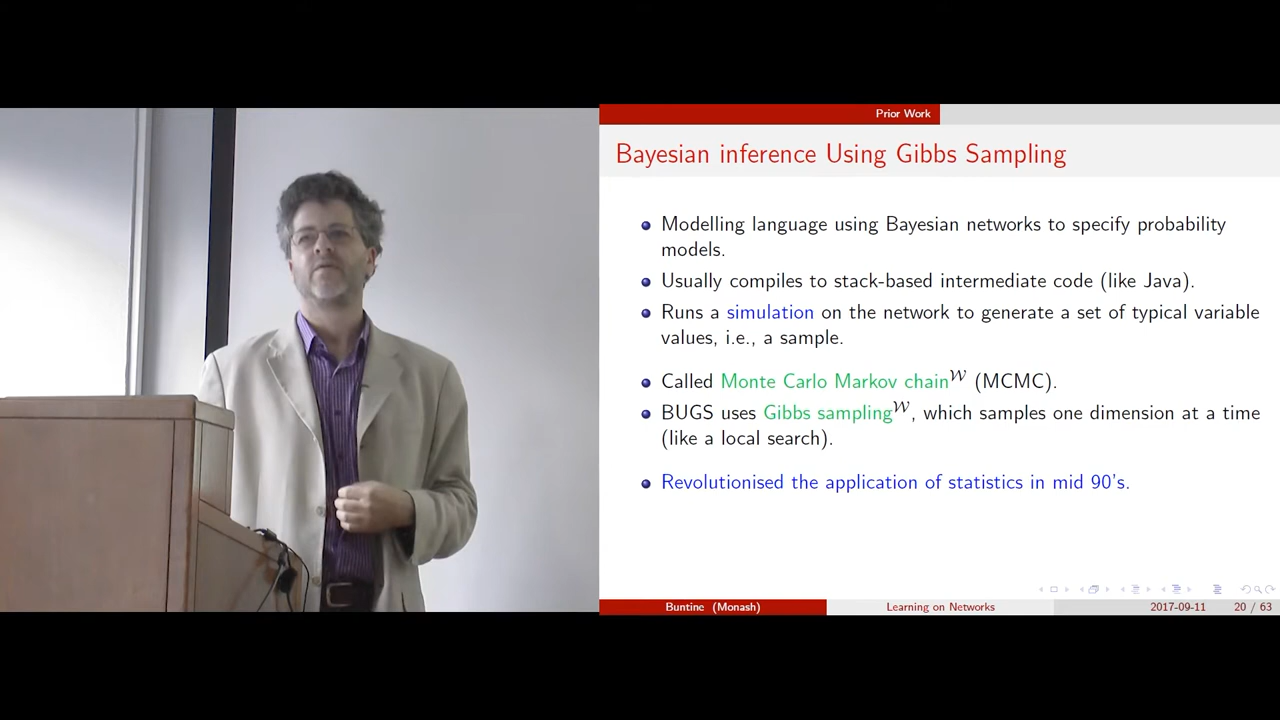 Prior Work
Bayesian inference Using Gibbs Sampling
Modelling language using Bayesian networks to specify probability
models.
Usually compiles to stack-based intermediate code (like Java).
Runs a simulation on the network to generate a set of typical variable
values, i.e., a sample.
Called Monte Carlo Markov chain𝒲 (MCMC).
BUGS uses Gibbs sampling𝒲, which samples one dimension at a time
(like a local search).
Revolutionised the application of statistics in mid 90's.
Buntine (Monash) Learning on Networks 2017-09-11 20 / 63